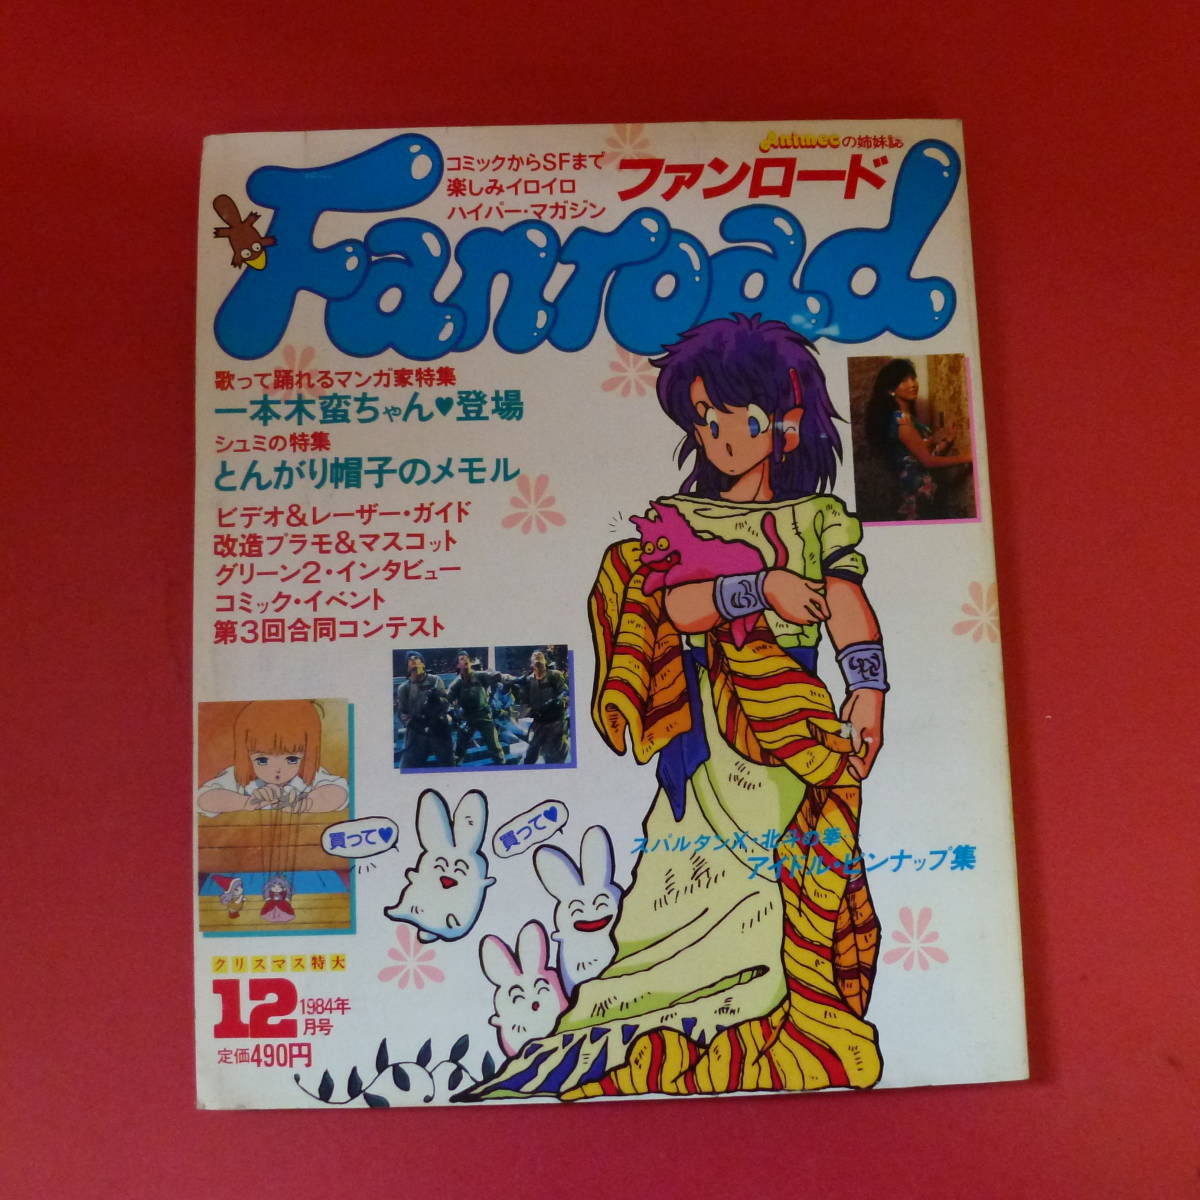 Animecの姉妹誌
コミックからSFまで
楽しみイロイロ
ハイパー・マガジン
ファンロード
Fanroad
歌って踊れるマンガ家特集
一本木蛮ちゃん♥登場
シュミの特集
とんがり帽子のメモル
ビデオ&レーザー・ガイド
改造プラモ&マスコット
グリーン2・インタビュー
コミック・イベント
第3回合同コンテスト
買って♥
買って♥
スパルタンX・北斗の拳
アイドル・ピンナップ集
クリスマス特大
12
1984年
月号
定価490円